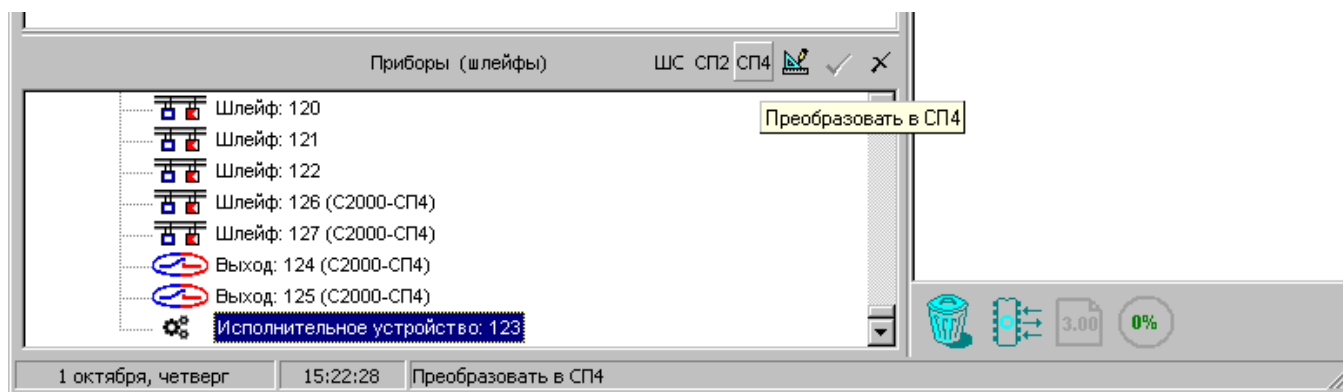 Приборы (шлейфы) ШС СП2 СП4
Шлейф: 120
Преобразовать в СП4
Шлейф: 121
Шлейф: 122
Шлейф: 126 (С2000-СП4)
Шлейф: 127 (С2000-СП4)
Выход: 124 (С2000-СП4)
Выход: 125 (С2000-СП4)
Исполнительное устройство: 123
3.00 0%
1 октября, четверг 15:22:28 Преобразовать в СП4